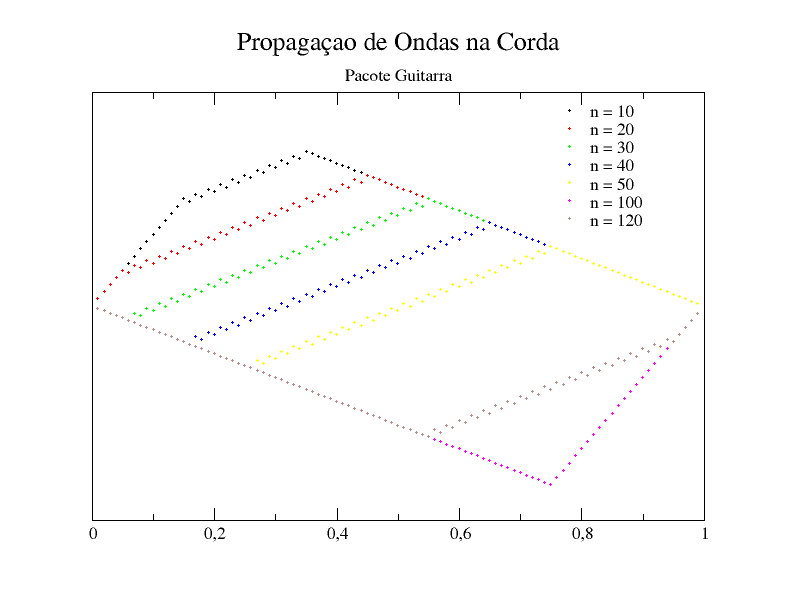 Propagaçao de Ondas na Corda
Pacote Guitarra
n = 10
n = 20
n = 30
n = 40
n = 50
n = 100
n = 120
0 0,2 0,4 0,6 0,8 1